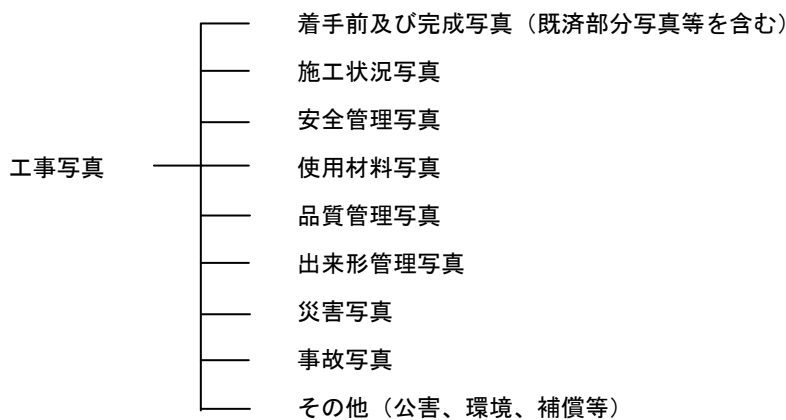 着手前及び完成写真（既済部分写真等を含む）
施工状況写真
安全管理写真
工事写真
使用材料写真
品質管理写真
出来形管理写真
災害写真
事故写真
その他（公害、環境、補償等）